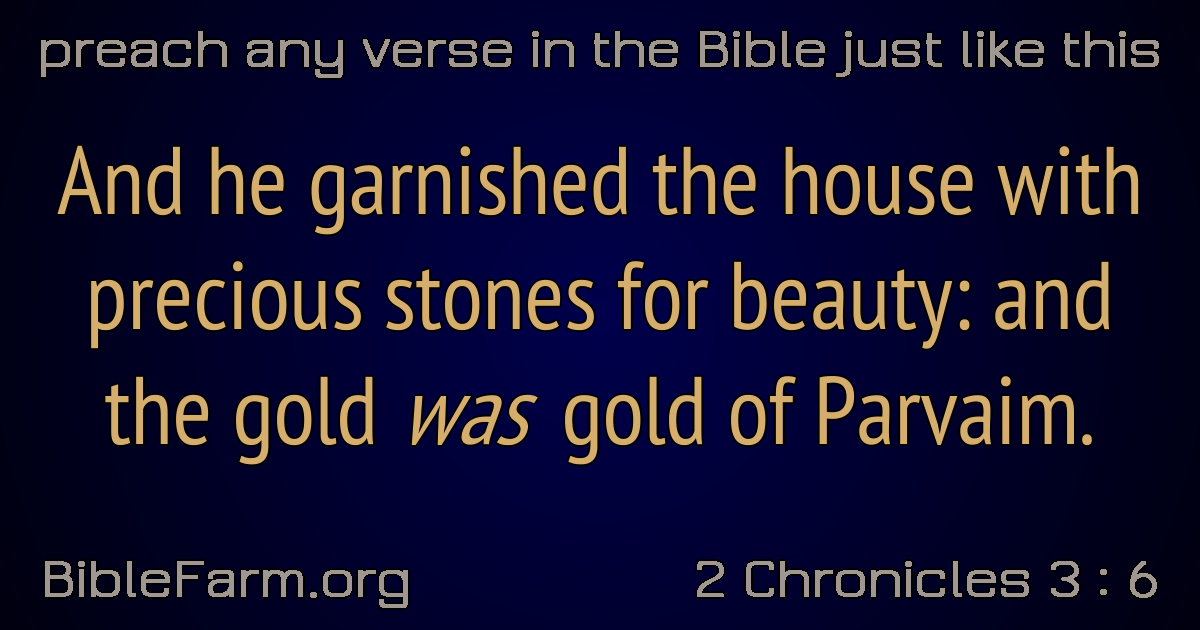 preach any verse in the Bible just like this
And he garnished the house with
precious stones for beauty: and
the gold was gold of Parvaim.
BibleFarm.org
2 Chronicles 3 : 6